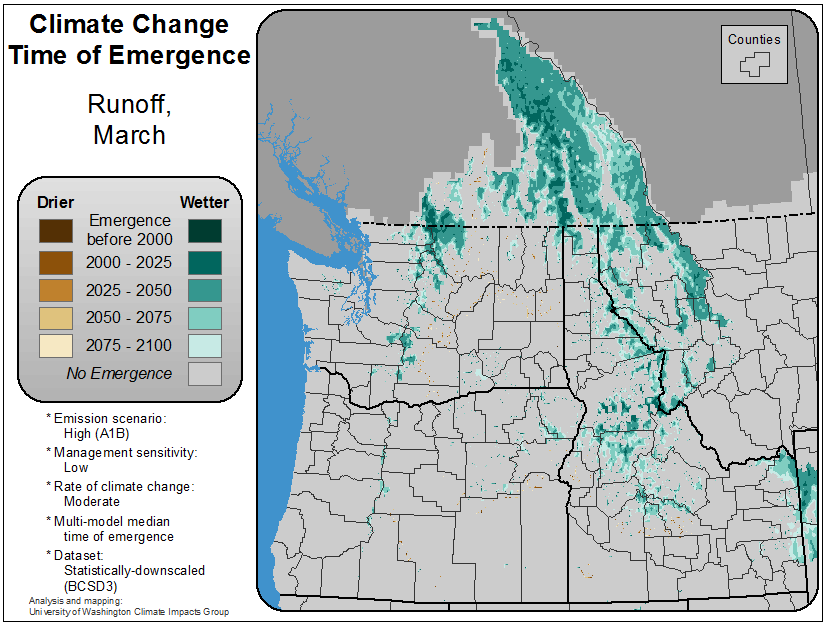 Climate Change
Time of Emergence
Runoff,
March
Drier
Wetter
Emergence
before 2000
2000 - 2025
2025 - 2050
2050 - 2075
2075 - 2100
No Emergence
* Emission scenario:
High (A1B)
* Management sensitivity:
Low
* Rate of climate change:
Moderate
* Multi-model median
time of emergence
* Dataset:
Statistically-downscaled
(BCSD3)
Analysis and mapping:
University of Washington Climate Impacts Group
Counties